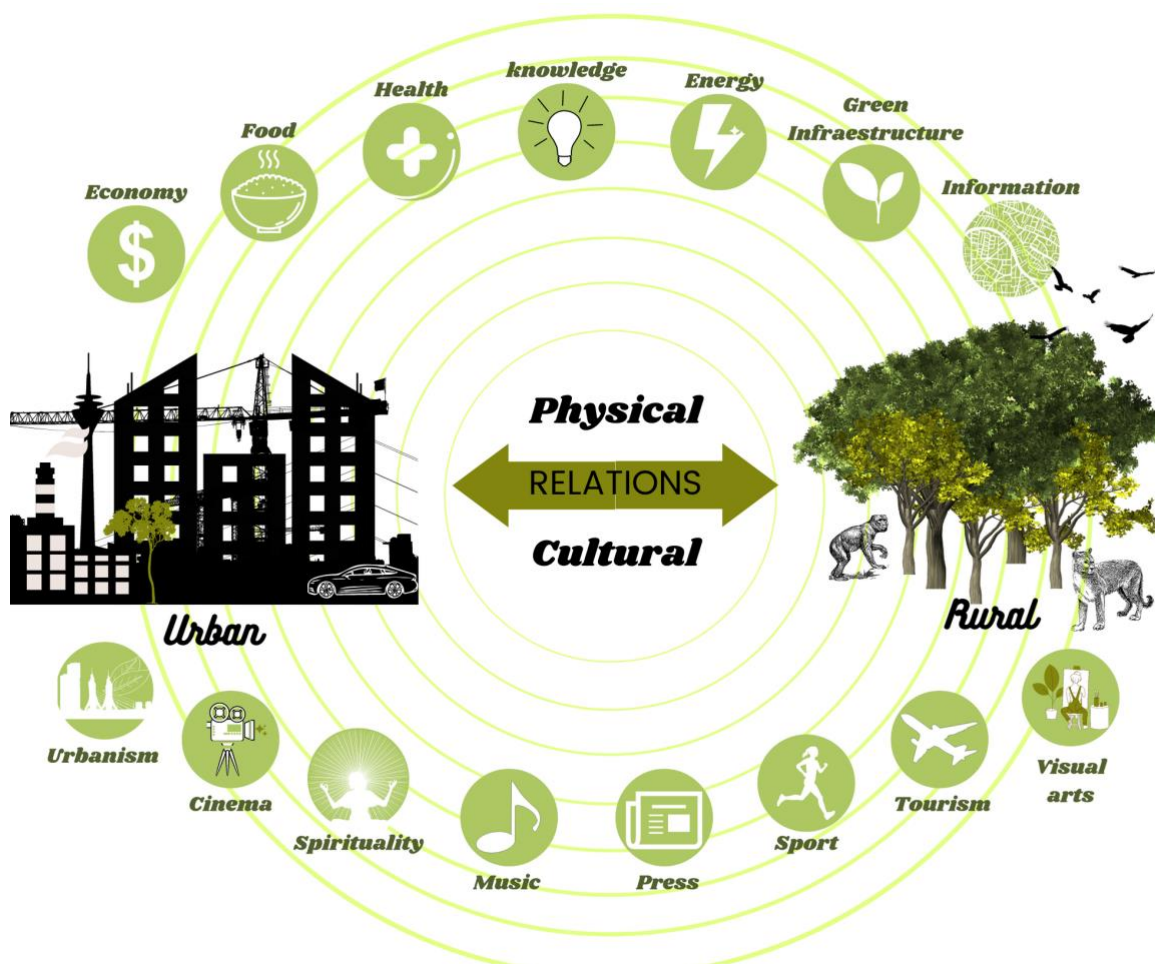 knowledge
Health
Energy
Green
Infraestructure
Food
Information
Economy
$
Physical
RELATIONS
Cultural
Urban
Rural
Urbanism
Cinema
Spirituality
Music
Press
Sport
Tourism
Visual
arts